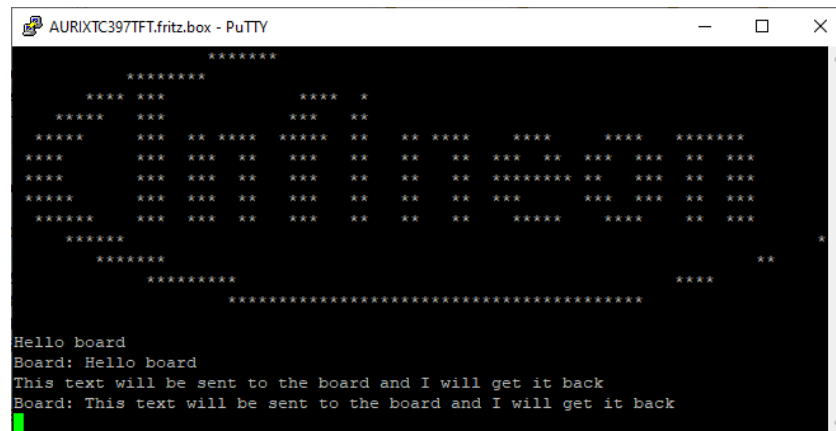 AURIXTC397TFT.fritz.box - PuTTY
Infineon
Hello board
Board: Hello board
This text will be sent to the board and I will get it back
Board: This text will be sent to the board and I will get it back